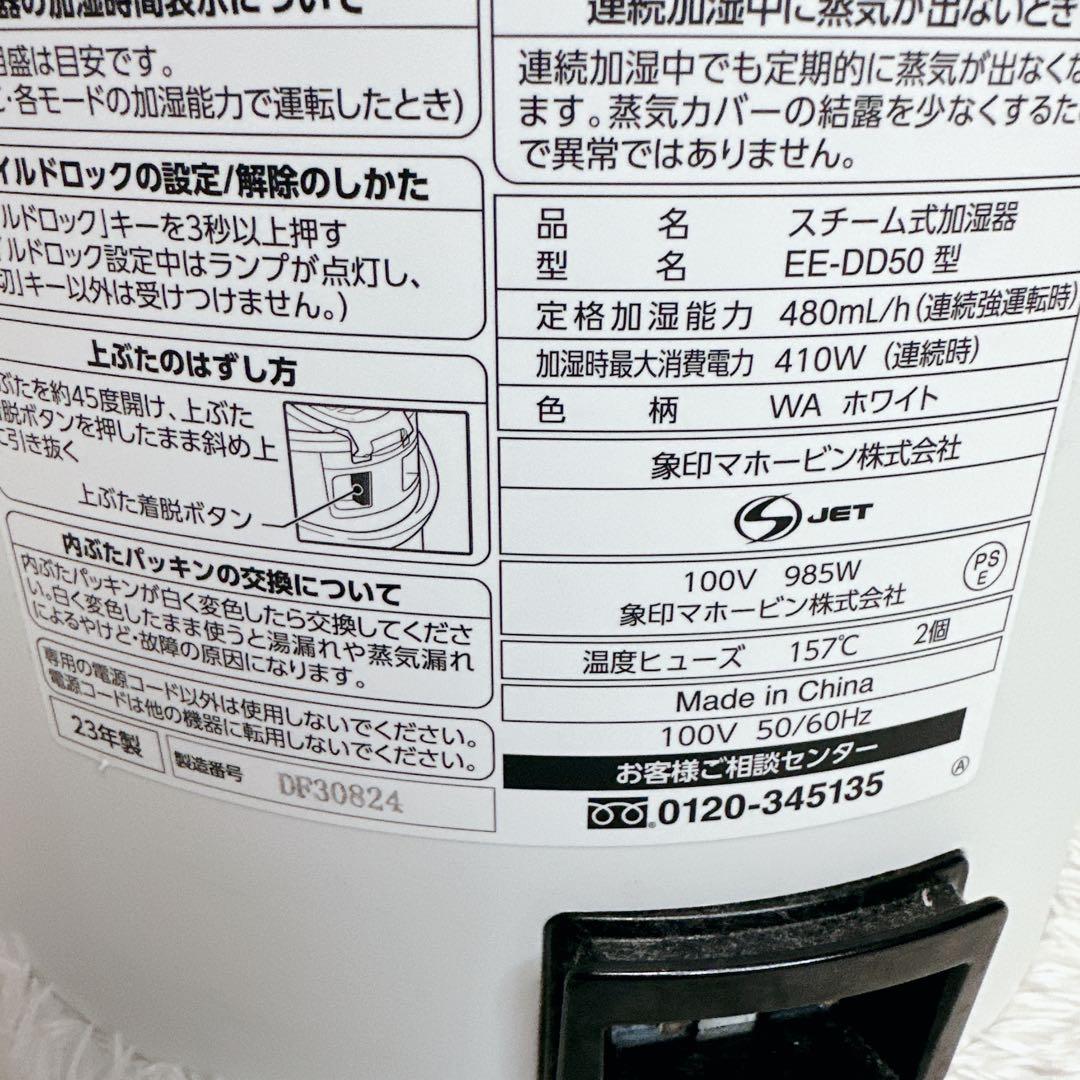 器の加湿時間表示について
目盛は目安です。
・各モードの加湿能力で運転したとき)
イルドロックの設定/解除のしかた
ルドロック」キーを3秒以上押す
イルドロック設定中はランプが点灯し、
切」キー以外は受けつけません。)
上ぶたのはずし方
ぶたを約45度開け、上ぶた
着脱ボタンを押したまま斜め上
に引き抜く
上ぶた着脱ボタン
内ぶたパッキンの交換について
内ぶたパッキンが白く変色したら交換してくださ
い。白く変色したまま使うと湯漏れや蒸気漏れ
によるやけど・故障の原因になります。
専用の電源コード以外は使用しないでください。
電源コードは他の機器に転用しないでください。
23年製
製造番号 DF30824
連続加湿中に蒸気が出ないとき
連続加湿中でも定期的に蒸気が出なくな
ます。蒸気カバーの結露を少なくするため
で異常ではありません。
品名 スチーム式加湿器
型名 EE-DD50 型
定格加湿能力 480mL/h (連続強運転時)
加湿時最大消費電力 410W (連続時)
色柄 WA ホワイト
象印マホービン株式会社
S JET
100V 985W
象印マホービン株式会社
PS
E
温度ヒューズ 157℃ 2個
Made in China
100V 50/60Hz
お客様ご相談センター
0120-345135
A